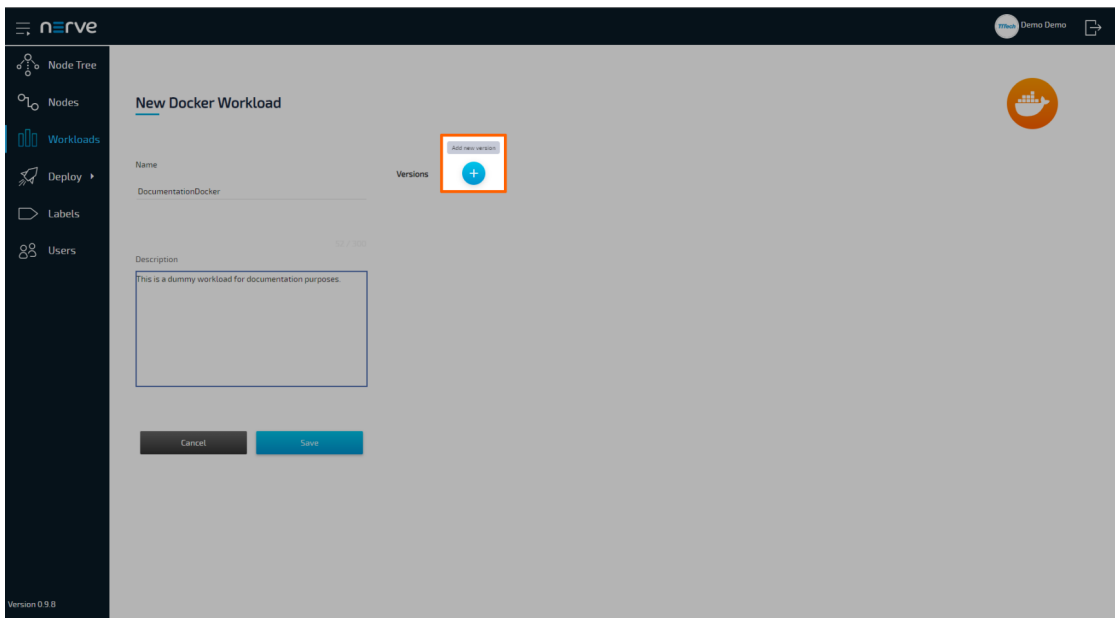 nerve
TTTech
Demo Demo
Node Tree
Nodes
Workloads
Deploy
Labels
Users
New Docker Workload
Add new version
Name
Versions
DocumentationDocker
Description
This is a dummy workload for documentation purposes.
Cancel
Save
Version 0.9.8